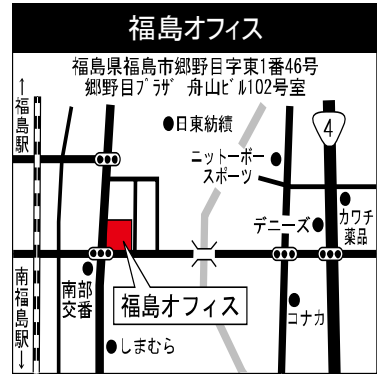 福島オフィス
福島県福島市郷野目字東1番46号
郷野目プラザ 舟山ビル102号室
↑福島駅
日東紡績
4
ニットーボー
スポーツ
デニーズ
カワチ
薬品
南部
交番
福島オフィス
コナカ
南福島駅↓
しまむら